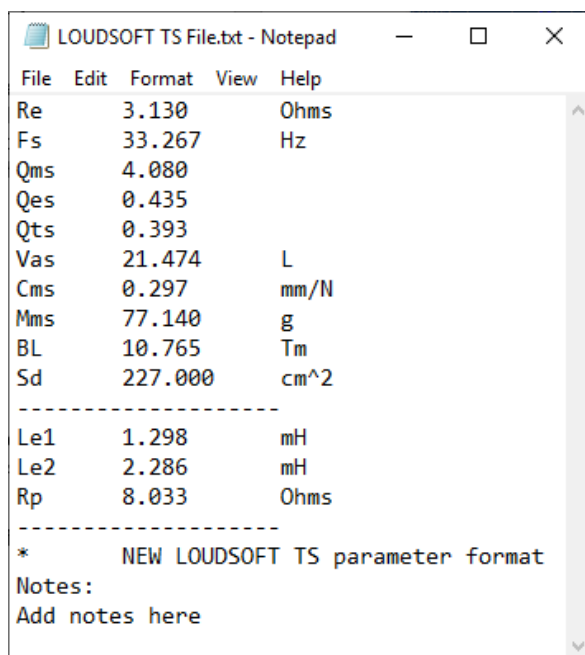 LOUDSOFT TS File.txt - Notepad
File Edit Format View Help
Re 3.130 Ohms
Fs 33.267 Hz
Qms 4.080
Qes 0.435
Qts 0.393
Vas 21.474 L
Cms 0.297 mm/N
Mms 77.140 g
BL 10.765 Tm
Sd 227.000 cm^2
--------------------
Le1 1.298 mH
Le2 2.286 mH
Rp 8.033 Ohms
--------------------
* NEW LOUDSOFT TS parameter format
Notes:
Add notes here